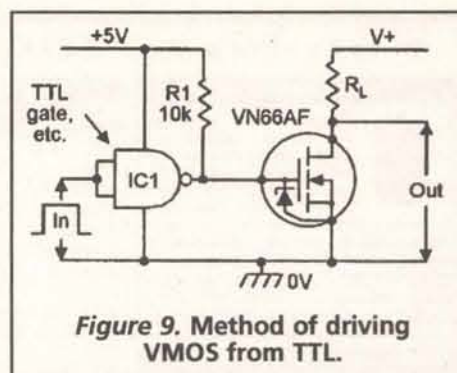 +5V
V+
R1
10k
RL
VN66AF
TTL
gate,
etc.
IC1
In
Out
0V
Figure 9. Method of driving
VMOS from TTL.